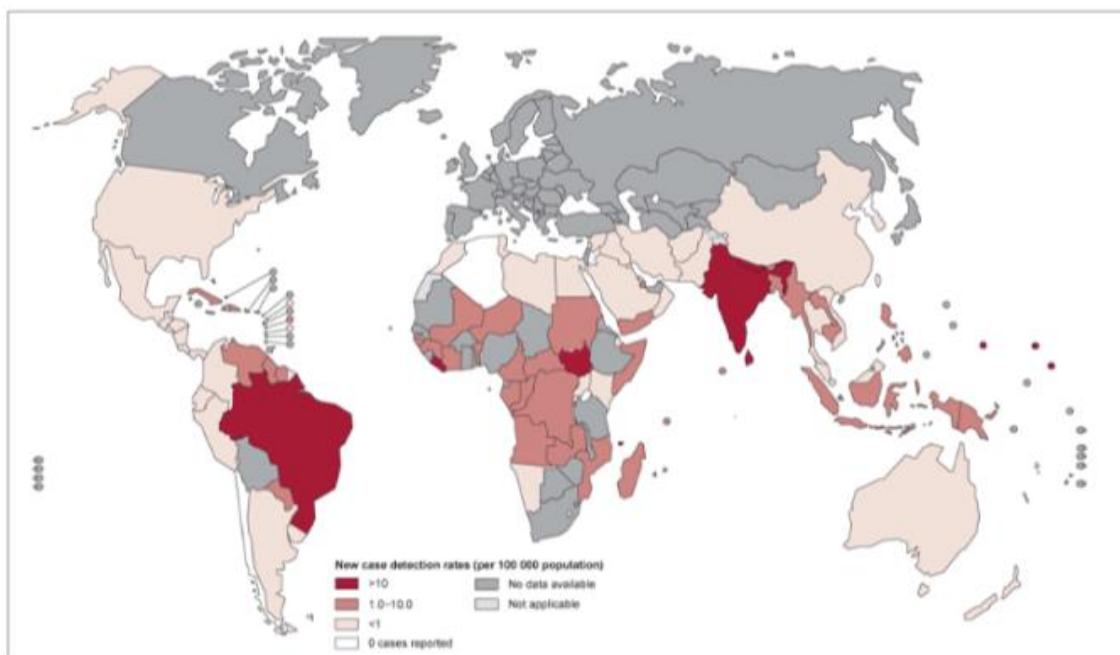 New case detection rates (per 100 000 population)
>10
1.0–10.0
<1
0 cases reported
No data available
Not applicable